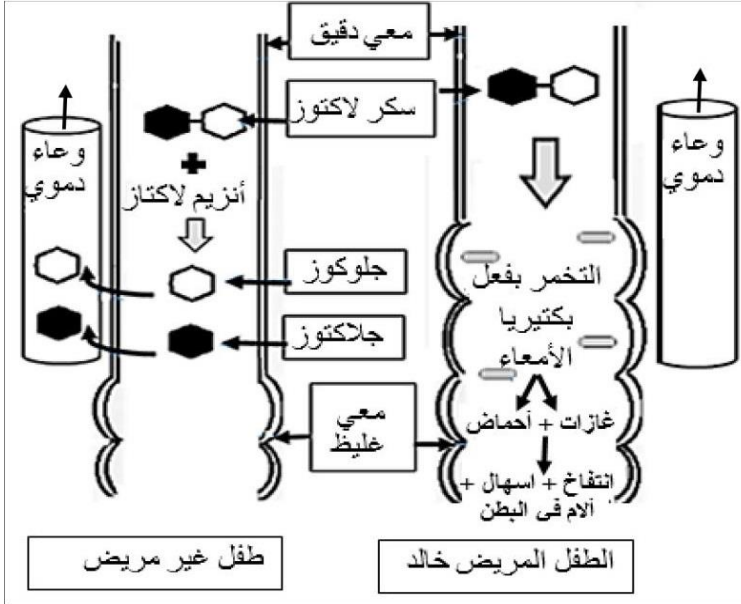 معي دقيق
سكر لاكتوز
وعاء
دموي
أنزيم لاكتاز
وعاء
دموي
جلوكوز
جلاكتوز
التخمر بفعل
بكتيريا
الأمعاء
معي
غليظ
غازات + أحماض
انتفاخ + اسهال +
آلام في البطن
الطفل المريض خالد
طفل غير مريض